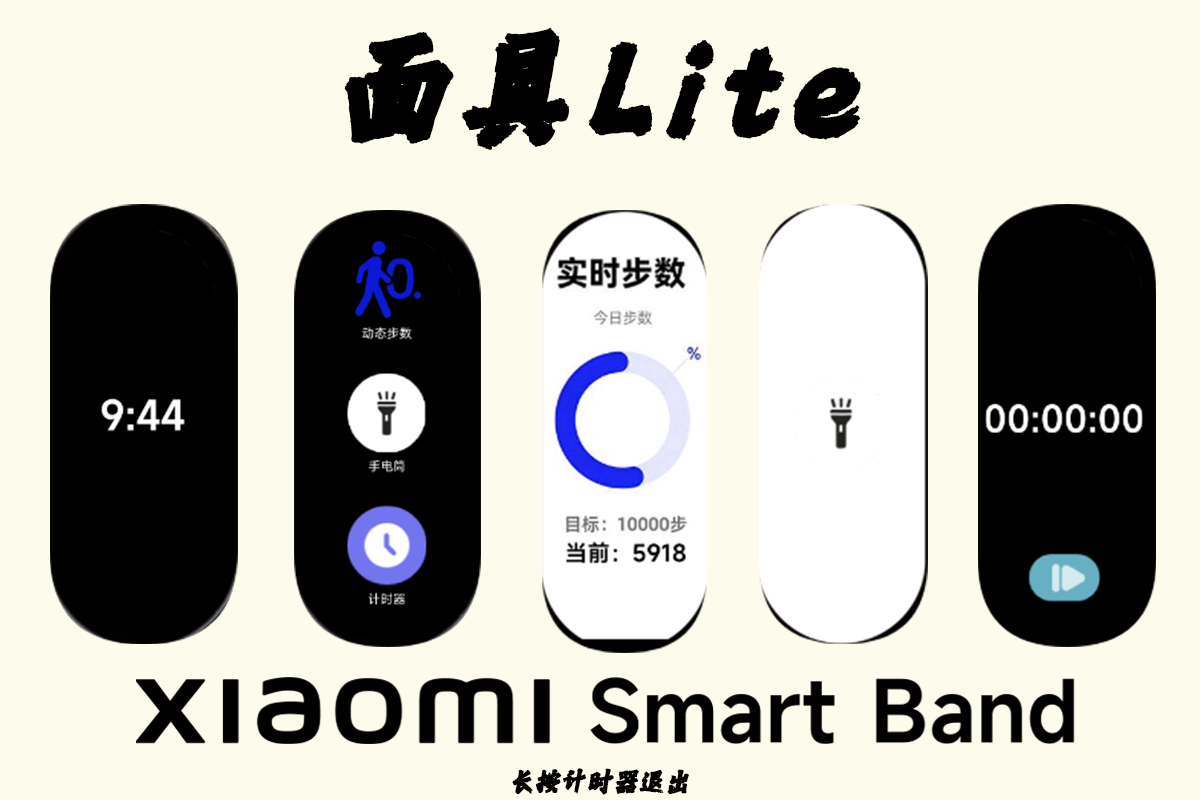 面具Lite
9:44
动态步数
手电筒
计时器
实时步数
今日步数
%
目标：10000步
当前：5918
00:00:00
xiaomi Smart Band
长按计时器退出